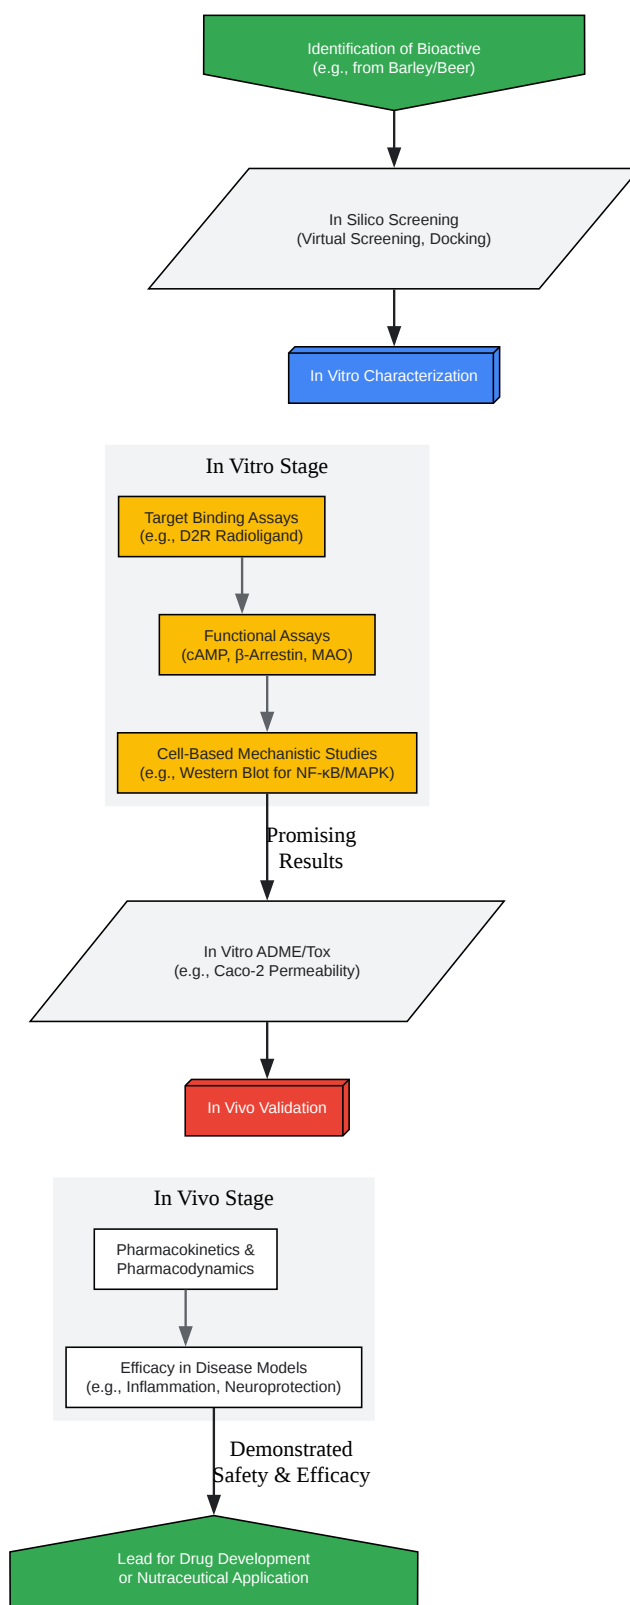 Identification of Bioactive
(e.g., from Barley/Beer)
In Silico Screening
(Virtual Screening, Docking)
In Vitro Characterization
In Vitro Stage
Target Binding Assays
(e.g., D2R Radioligand)
Functional Assays
(cAMP, β-Arrestin, MAO)
Cell-Based Mechanistic Studies
(e.g., Western Blot for NF-κB/MAPK)
Promising
Results
In Vitro ADME/Tox
(e.g., Caco-2 Permeability)
In Vivo Validation
In Vivo Stage
Pharmacokinetics &
Pharmacodynamics
Efficacy in Disease Models
(e.g., Inflammation, Neuroprotection)
Demonstrated
Safety & Efficacy
Lead for Drug Development
or Nutraceutical Application